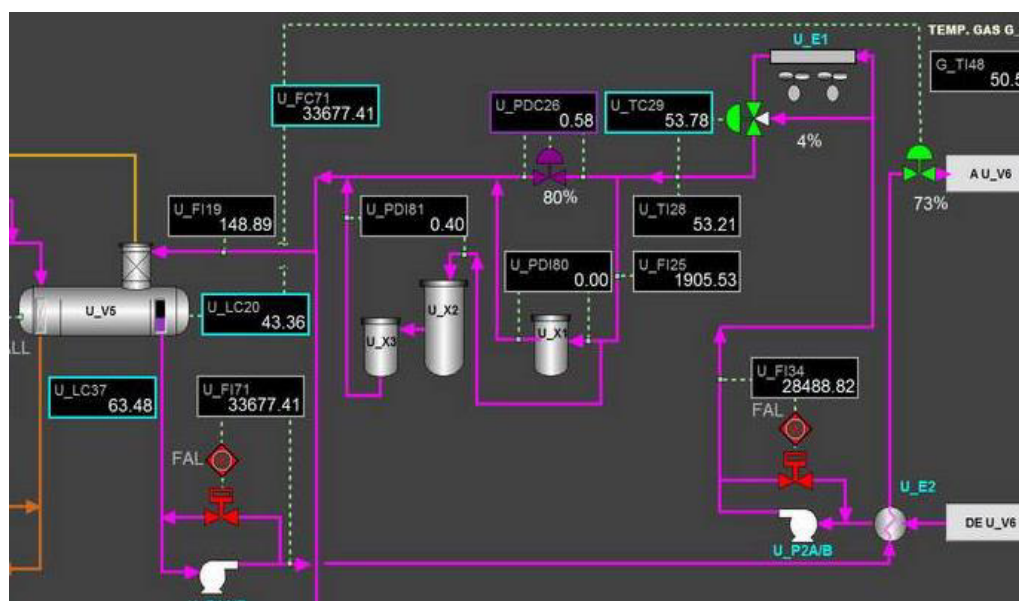 TEMP. GAS G_
U_E1
G_TI48
50.5
U_FC71
33677.41
U_PDC26
0.58
U_TC29
53.78
4%
A U_V6
80%
73%
U_FI19
148.89
U_PDI81
0.40
U_TI28
53.21
U_PDI80
0.00
U_FI25
1905.53
U_V5
U_LC20
43.36
U_X2
U_X3
U_X1
ALL
U_LC37
63.48
U_FI71
33677.41
U_FI34
28488.82
FAL
FAL
U_E2
DE U_V6
U_P2A/B